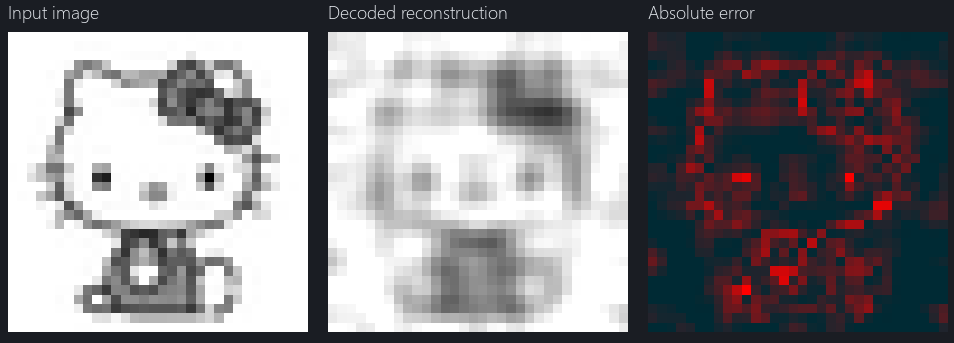 Input image
Decoded reconstruction
Absolute error